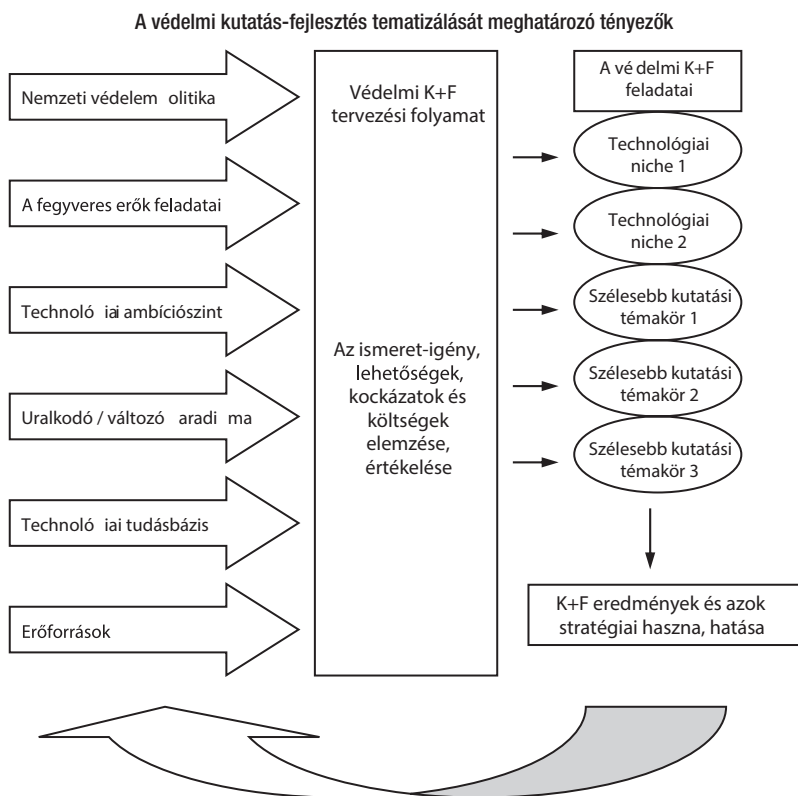 A védelmi kutatás-fejlesztés tematizálását meghatározó tényezők
Nemzeti védelem olitika
A fegyveres erők feladatai
Technoló iai ambíciószint
Uralkodó / változó aradi ma
Technoló iai tudásbázis
Erőforrások
Védelmi K+F
tervezési folyamat
Az ismeret-igény,
lehetőségek,
kockázatok és
költségek
elemzése,
értékelése
A vé delmi K+F
feladatai
Technológiai
niche 1
Technológiai
niche 2
Szélesebb kutatási
témakör 1
Szélesebb kutatási
témakör 2
Szélesebb kutatási
témakör 3
K+F eredmények és azok
stratégiai haszna, hatása